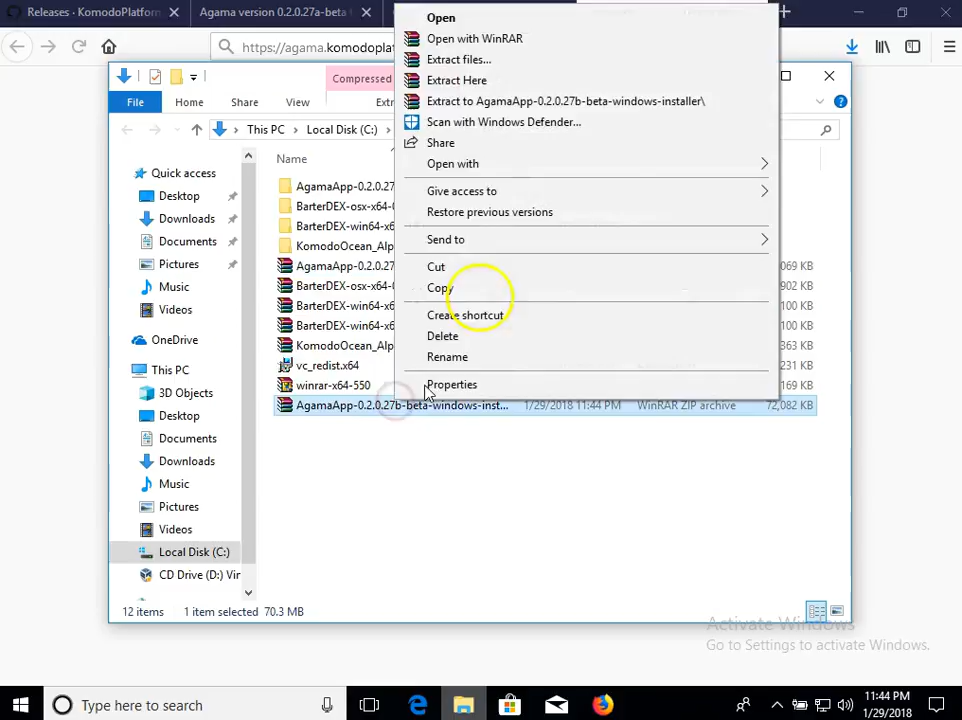 Releases · KomodoPlatform
Agama version 0.2.0.27a-beta
https://agama.komodoplat
Compressed
File
Home
Share
View
Extr
This PC
Local Disk (C:)
Name
Quick access
Desktop
Downloads
Documents
Pictures
Music
Videos
OneDrive
This PC
3D Objects
Desktop
Documents
Downloads
Music
Pictures
Videos
Local Disk (C:)
CD Drive (D:) Vir
AgamaApp-0.2.0.27
BarterDEX-osx-x64-0
BarterDEX-win64-x6
KomodoOcean_Alp
AgamaApp-0.2.0.27 069 KB
BarterDEX-osx-x64-0 902 KB
BarterDEX-win64-x6 100 KB
BarterDEX-win64-x6 100 KB
KomodoOcean_Alp 363 KB
vc_redist.x64 231 KB
winrar-x64-550 169 KB
AgamaApp-0.2.0.27b-beta-windows-inst... 1/29/2018 11:44 PM WinRAR ZIP archive 72,082 KB
Open
Open with WinRAR
Extract files...
Extract Here
Extract to AgamaApp-0.2.0.27b-beta-windows-installer\
Scan with Windows Defender...
Share
Open with
Give access to
Restore previous versions
Send to
Cut
Copy
Create shortcut
Delete
Rename
Properties
12 items 1 item selected 70.3 MB
Activate Windows
Go to Settings to activate Windows.
Type here to search
11:44 PM
1/29/2018